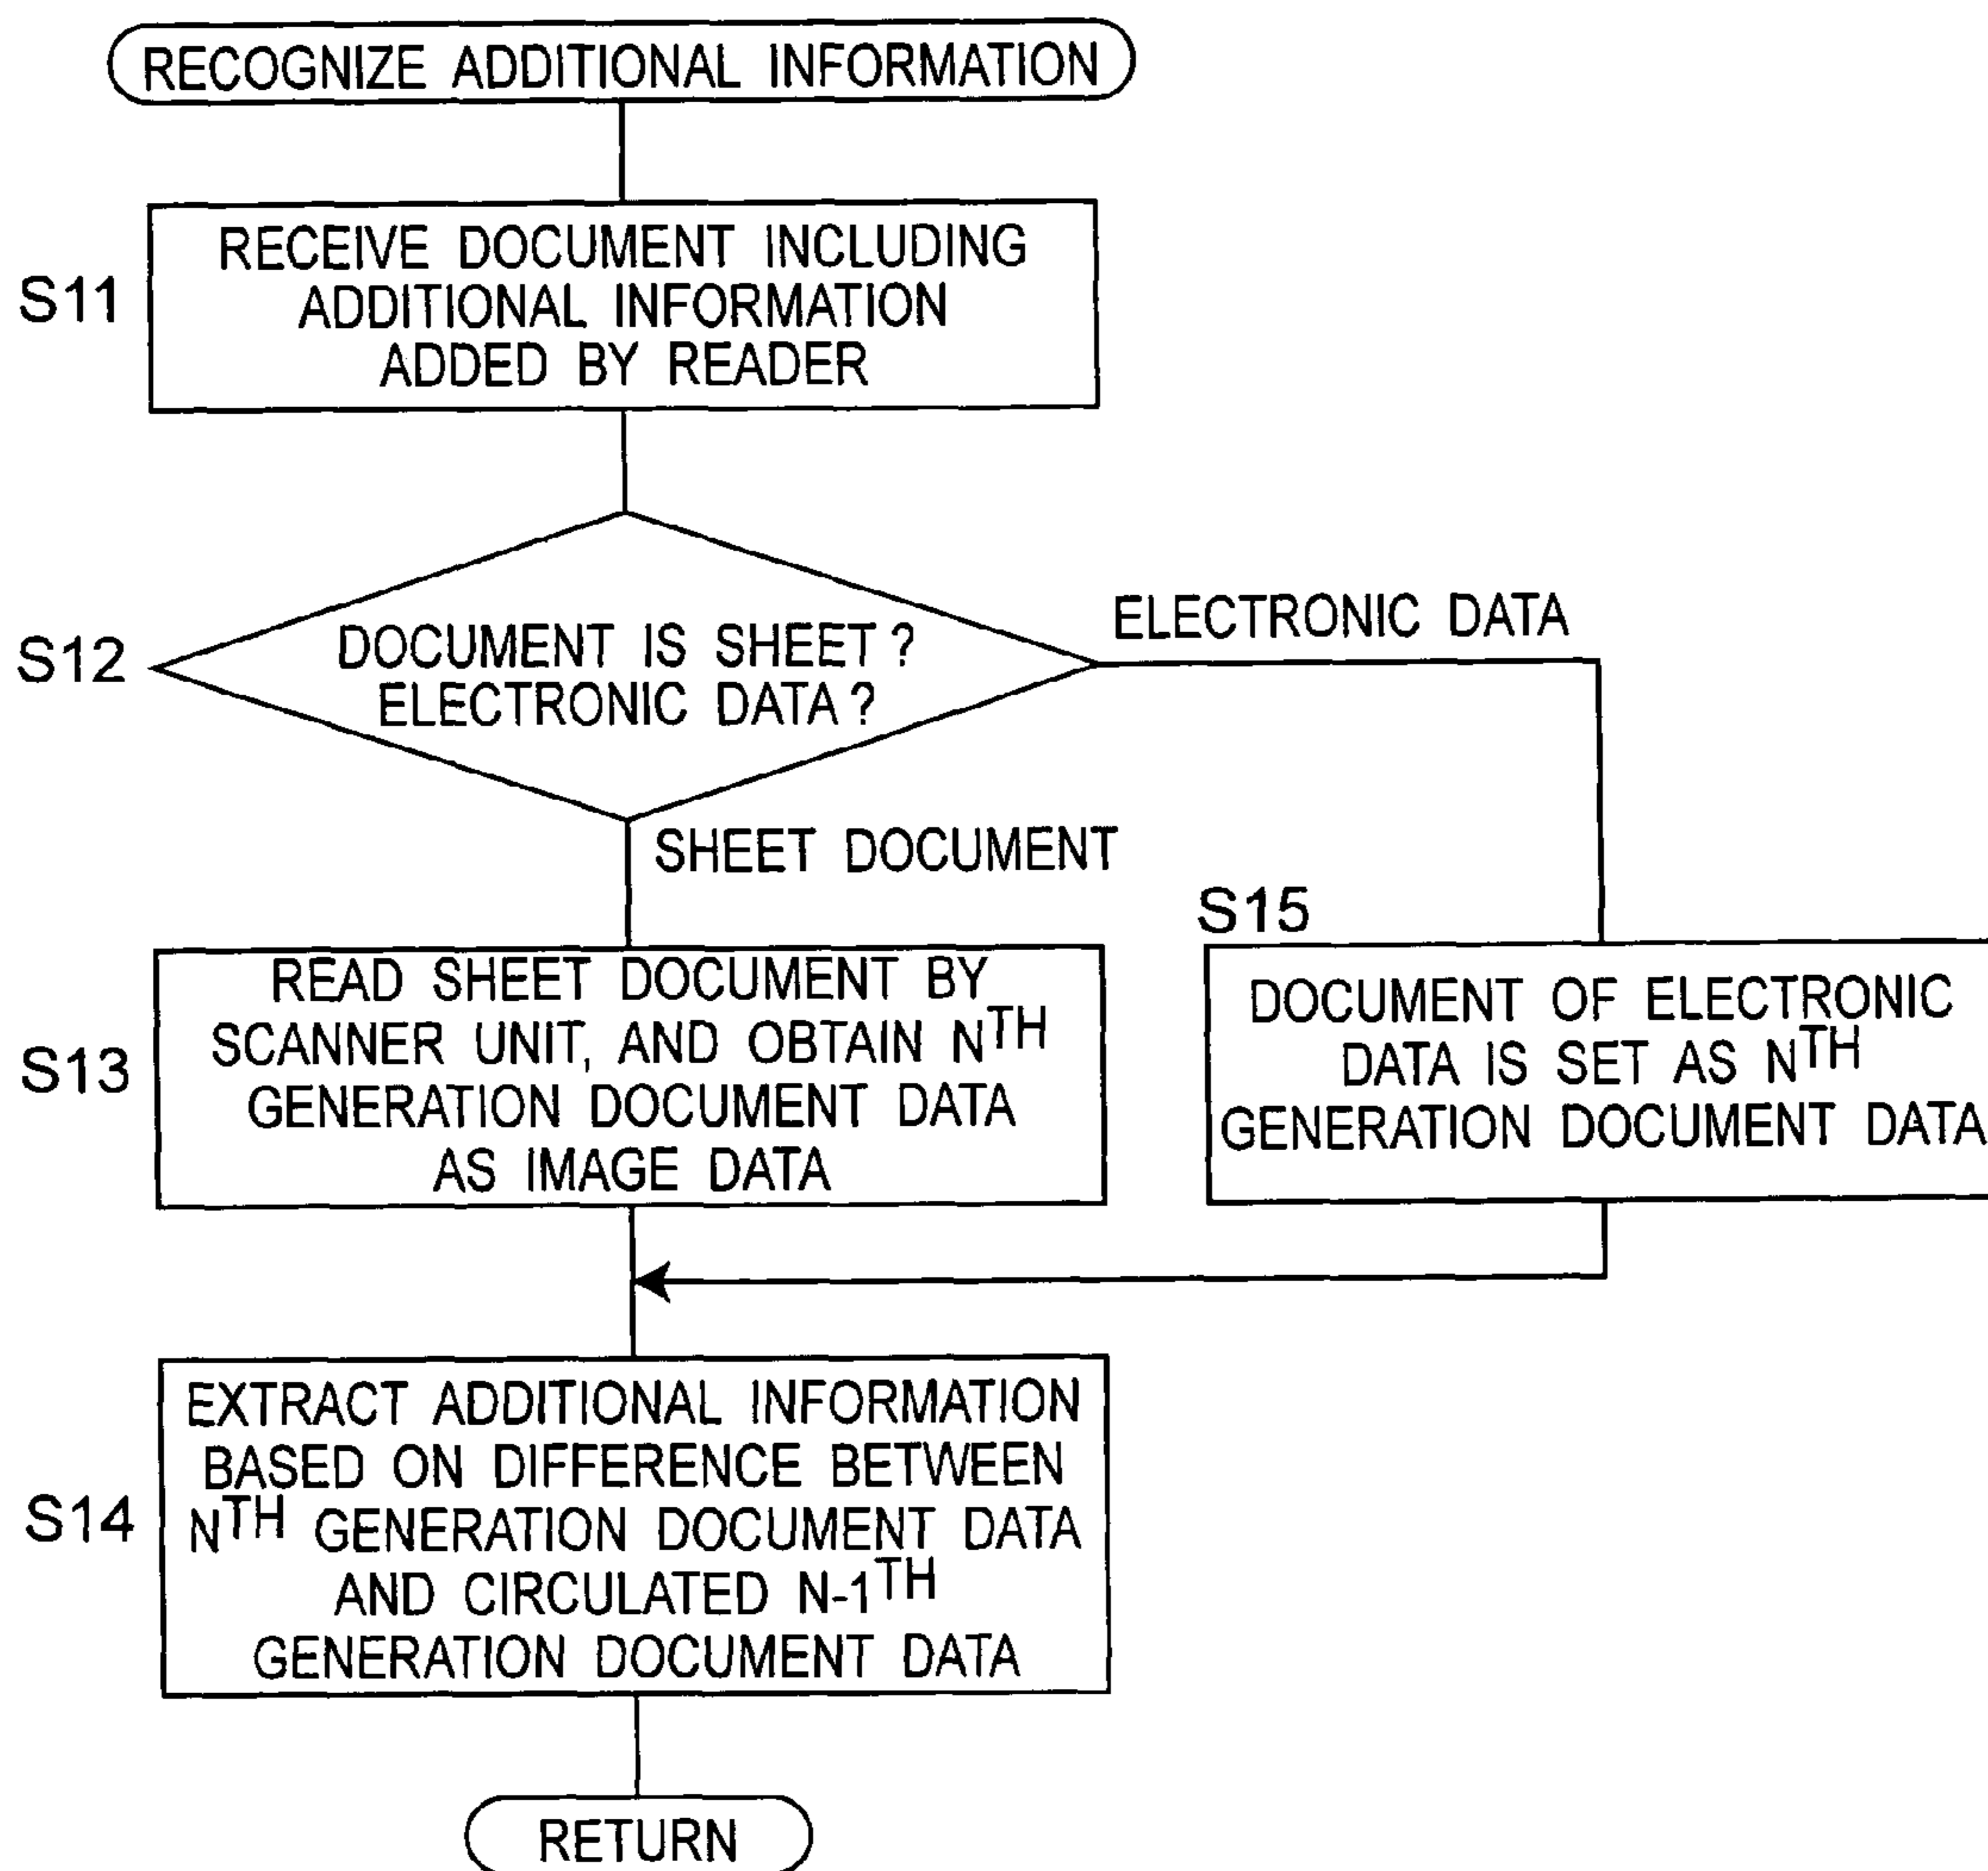 RECOGNIZE ADDITIONAL INFORMATION
S11
RECEIVE DOCUMENT INCLUDING
ADDITIONAL INFORMATION
ADDED BY READER
S12
DOCUMENT IS SHEET?
ELECTRONIC DATA?
ELECTRONIC DATA
SHEET DOCUMENT
S13
READ SHEET DOCUMENT BY
SCANNER UNIT, AND OBTAIN NTH
GENERATION DOCUMENT DATA
AS IMAGE DATA
S15
DOCUMENT OF ELECTRONIC
DATA IS SET AS NTH
GENERATION DOCUMENT DATA
S14
EXTRACT ADDITIONAL INFORMATION
BASED ON DIFFERENCE BETWEEN
NTH GENERATION DOCUMENT DATA
AND CIRCULATED N-1TH
GENERATION DOCUMENT DATA
RETURN